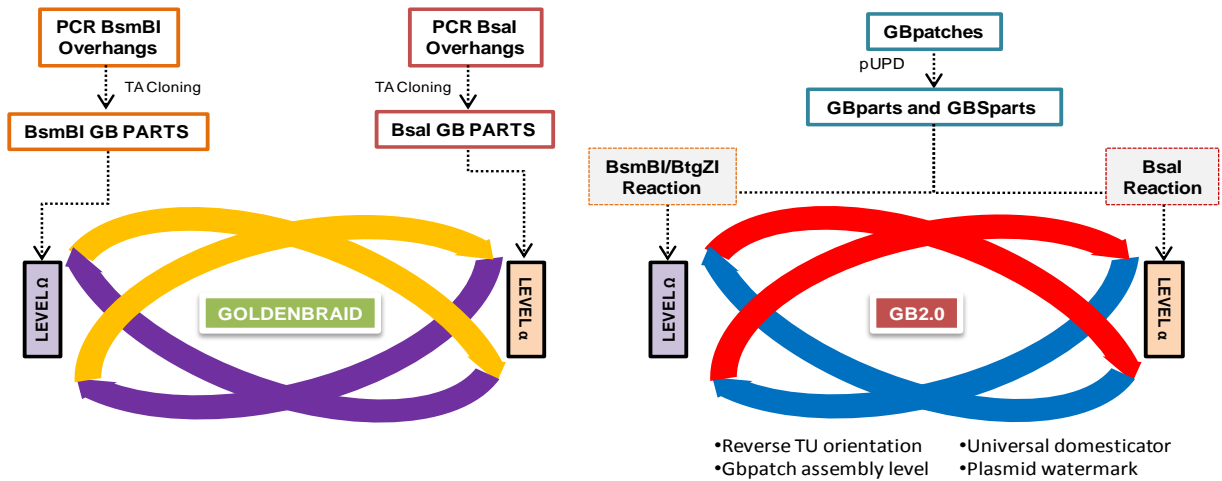 PCR BsmBI
Overhangs
TA Cloning
BsmBI GB PARTS
PCR BsaI
Overhangs
TA Cloning
BsaI GB PARTS
LEVEL Ω
GOLDENBRAID
LEVEL α
GBpatches
pUPD
GBparts and GBSparts
BsmBI/BtgZI
Reaction
BsaI
Reaction
LEVEL Ω
GB2.0
LEVEL α
•Reverse TU orientation
•Gbpatch assembly level
•Universal domesticator
•Plasmid watermark